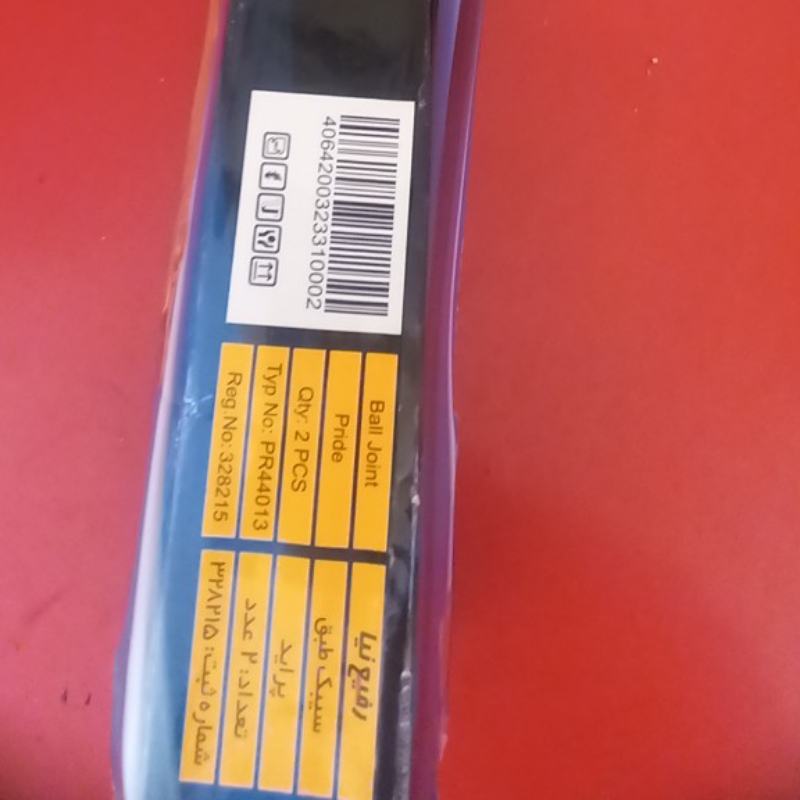 4064200323310002
Ball Joint
Pride
Qty: 2 PCS
Typ No: PR44013
Reg.No: 328215
رفیع نیا
سیبک طبق
پراید
تعداد: ۲ عدد
شماره ثبت: ۳۲۸۲۱۵